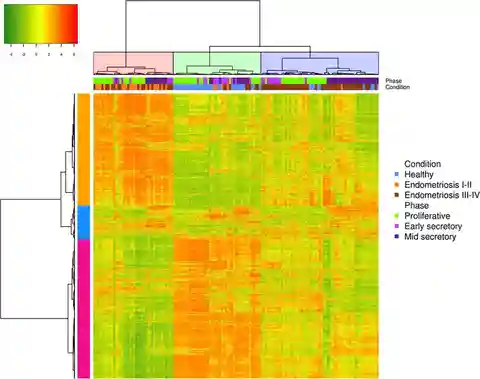 Phase
Condition
Condition
Healthy
Endometriosis I-II
Endometriosis III-IV
Phase
Proliferative
Early secretory
Mid secretory